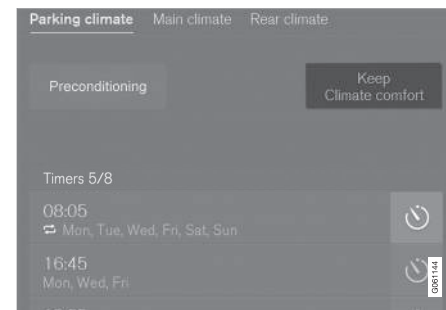 Parking climate Main climate Rear climate
Preconditioning
Keep
Climate comfort
Timers 5/8
08:05
Mon, Tue, Wed, Fri, Sat, Sun
16:45
Mon, Wed, Fri
G061144